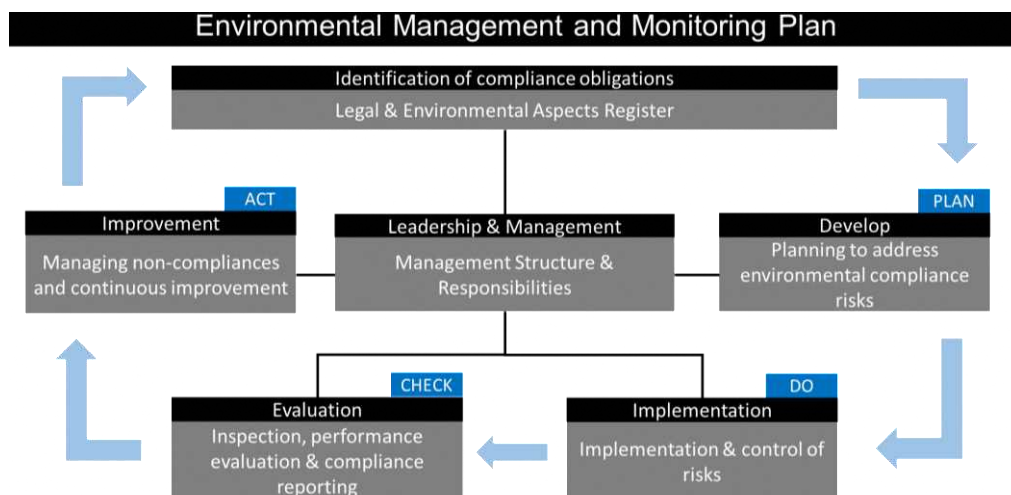 Environmental Management and Monitoring Plan
Identification of compliance obligations
Legal & Environmental Aspects Register
ACT
Improvement
Managing non-compliances
and continuous improvement
Leadership & Management
Management Structure &
Responsibilities
PLAN
Develop
Planning to address
environmental compliance
risks
CHECK
Evaluation
Inspection, performance
evaluation & compliance
reporting
DO
Implementation
Implementation & control of
risks